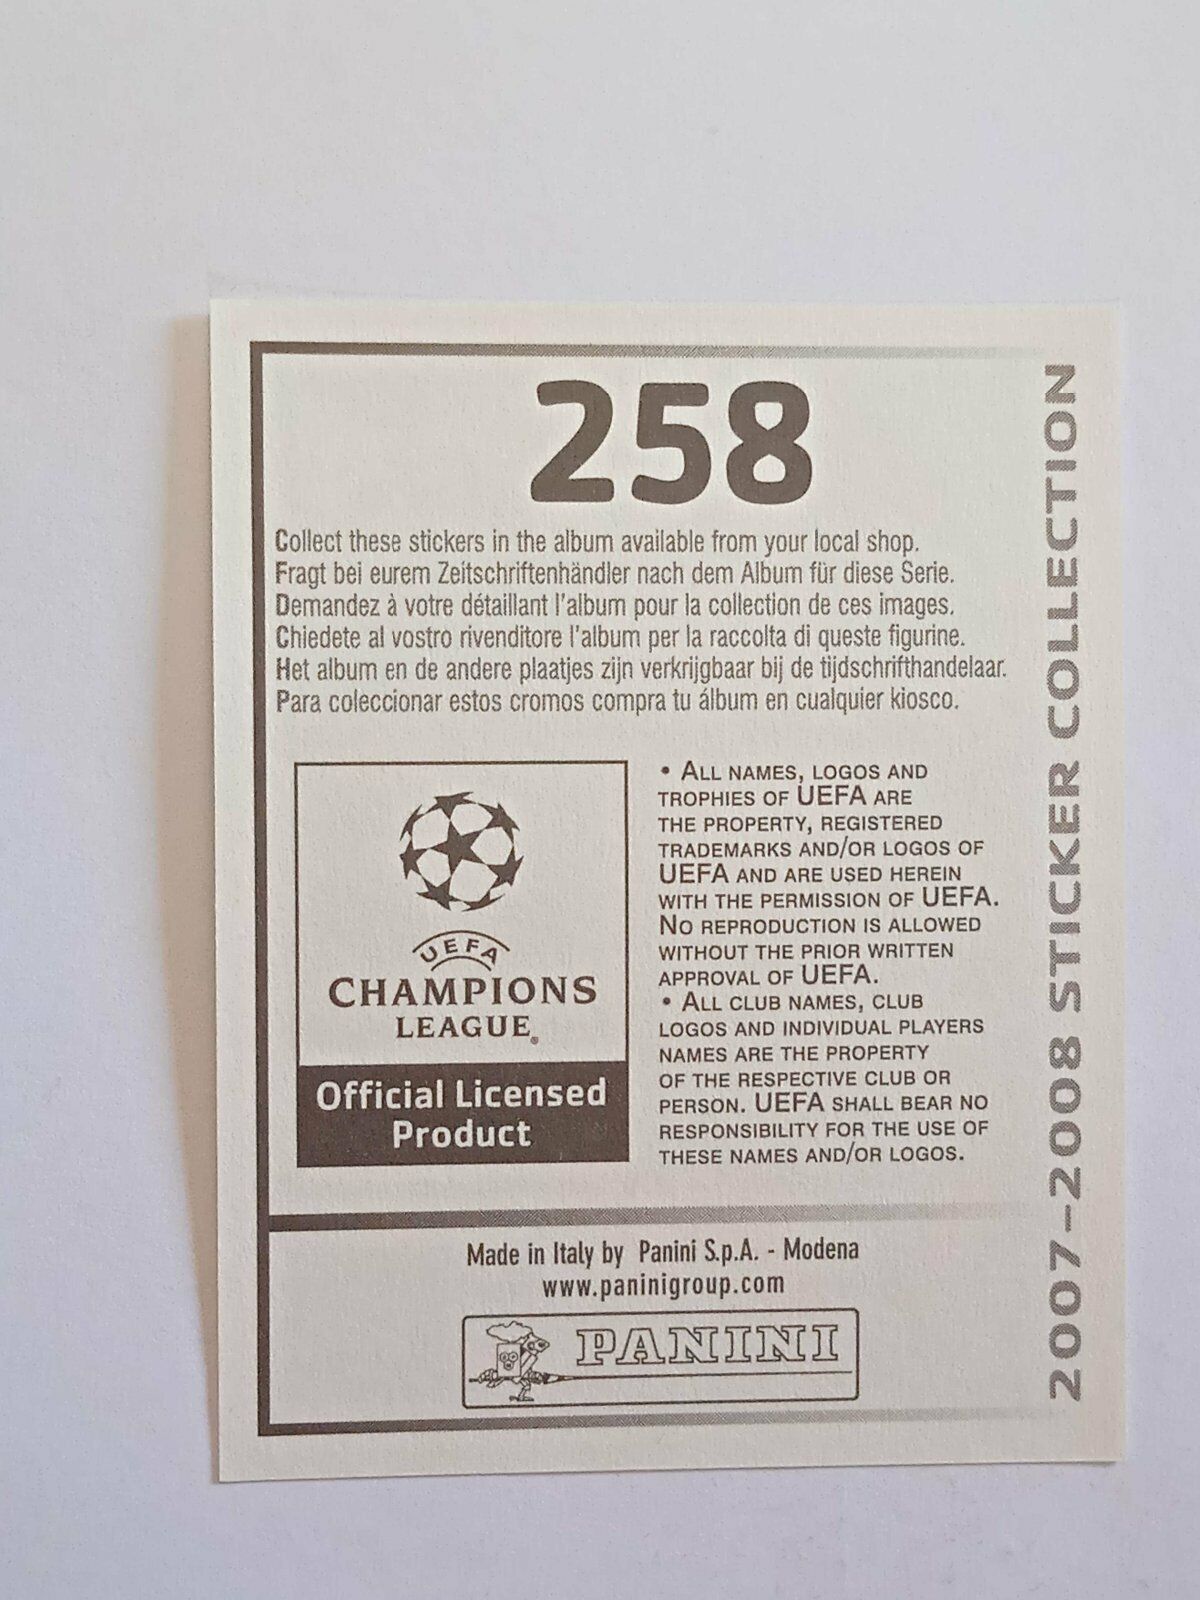 258
Collect these stickers in the album available from your local shop.
Fragt bei eurem Zeitschriftenhändler nach dem Album für diese Serie.
Demandez à votre détaillant l'album pour la collection de ces images.
Chiedete al vostro rivenditore l'album per la raccolta di queste figurine.
Het album en de andere plaatjes zijn verkrijgbaar bij de tijdschrifthandelaar.
Para coleccionar estos cromos compra tu álbum en cualquier kiosco.
UEFA
CHAMPIONS
LEAGUE®
Official Licensed
Product
• ALL NAMES, LOGOS AND
TROPHIES OF UEFA ARE
THE PROPERTY, REGISTERED
TRADEMARKS AND/OR LOGOS OF
UEFA AND ARE USED HEREIN
WITH THE PERMISSION OF UEFA.
NO REPRODUCTION IS ALLOWED
WITHOUT THE PRIOR WRITTEN
APPROVAL OF UEFA.
• ALL CLUB NAMES, CLUB
LOGOS AND INDIVIDUAL PLAYERS
NAMES ARE THE PROPERTY
OF THE RESPECTIVE CLUB OR
PERSON. UEFA SHALL BEAR NO
RESPONSIBILITY FOR THE USE OF
THESE NAMES AND/OR LOGOS.
Made in Italy by Panini S.p.A. - Modena
www.paninigroup.com
PANINI
2007-2008 STICKER COLLECTION